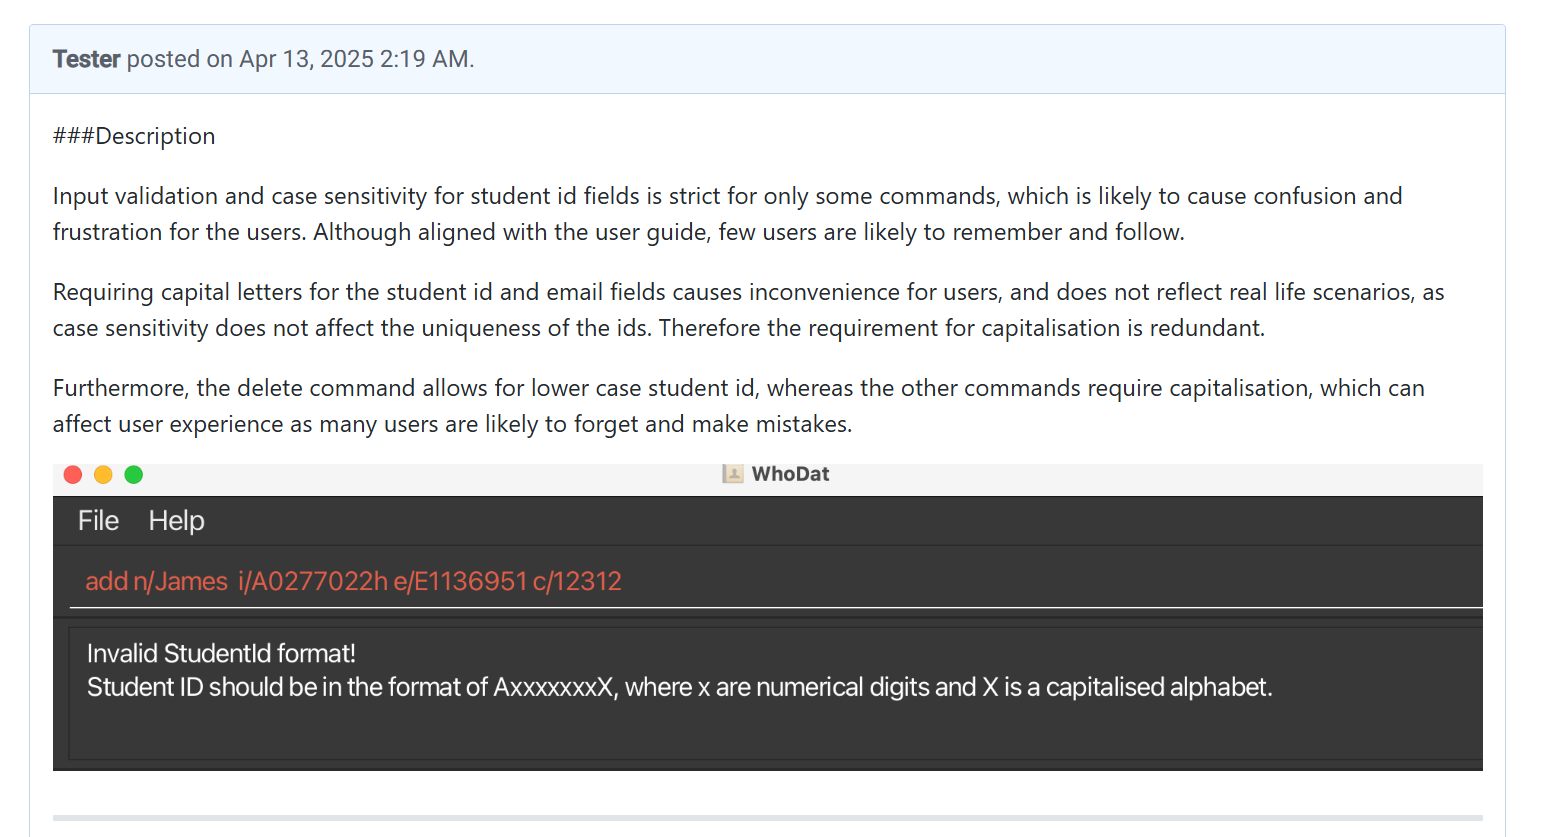 Tester posted on Apr 13, 2025 2:19 AM.
###Description
Input validation and case sensitivity for student id fields is strict for only some commands, which is likely to cause confusion and
frustration for the users. Although aligned with the user guide, few users are likely to remember and follow.
Requiring capital letters for the student id and email fields causes inconvenience for users, and does not reflect real life scenarios, as
case sensitivity does not affect the uniqueness of the ids. Therefore the requirement for capitalisation is redundant.
Furthermore, the delete command allows for lower case student id, whereas the other commands require capitalisation, which can
affect user experience as many users are likely to forget and make mistakes.
WhoDat
File Help
add n/James i/A0277022h e/E1136951 c/12312
Invalid StudentId format!
Student ID should be in the format of AxxxxxxxX, where x are numerical digits and X is a capitalised alphabet.